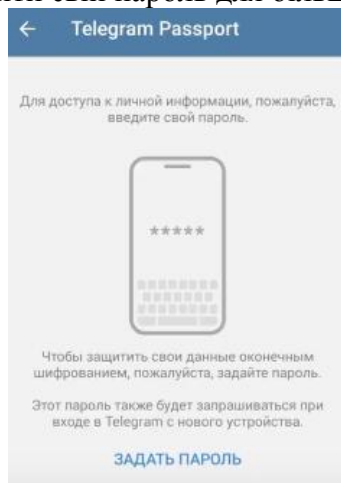 Telegram Passport
Для доступа к личной информации, пожалуйста,
введите свой пароль.
*****
Чтобы защитить свои данные оконечным
шифрованием, пожалуйста, задайте пароль.
Этот пароль также будет запрашиваться при
входе в Telegram с нового устройства.
ЗАДАТЬ ПАРОЛЬ